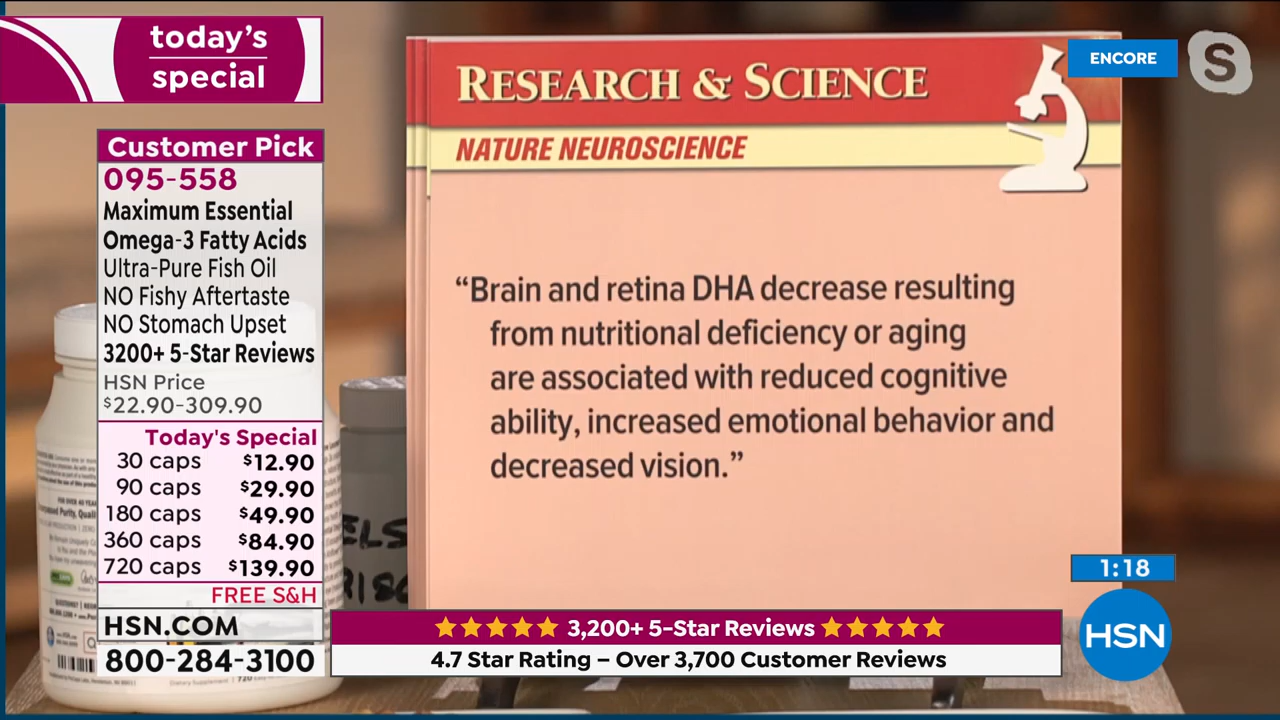 today's
special
Customer Pick
095-558
Maximum Essential
Omega-3 Fatty Acids
Ultra-Pure Fish Oil
NO Fishy Aftertaste
NO Stomach Upset
3200+ 5-Star Reviews
HSN Price
$22.90-309.90
Today's Special
30 caps $12.90
90 caps $29.90
180 caps $49.90
360 caps $84.90
720 caps $139.90
FREE S&H
HSN.COM
800-284-3100
RESEARCH & SCIENCE
NATURE NEUROSCIENCE
“Brain and retina DHA decrease resulting
from nutritional deficiency or aging
are associated with reduced cognitive
ability, increased emotional behavior and
decreased vision.”
ENCORE
S
1:18
HSN
3,200+ 5-Star Reviews
4.7 Star Rating – Over 3,700 Customer Reviews